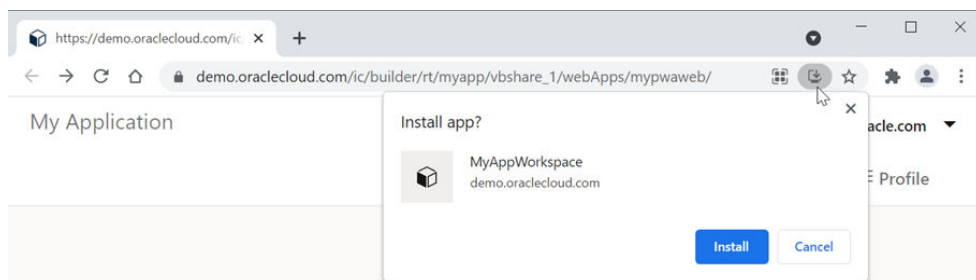 https://demo.oraclecloud.com/ic
demo.oraclecloud.com/ic/builder/rt/myapp/vbshare_1/webApps/mypwaweb/
My Application
Install app?
acle.com
MyAppWorkspace
demo.oraclecloud.com
Profile
Install
Cancel